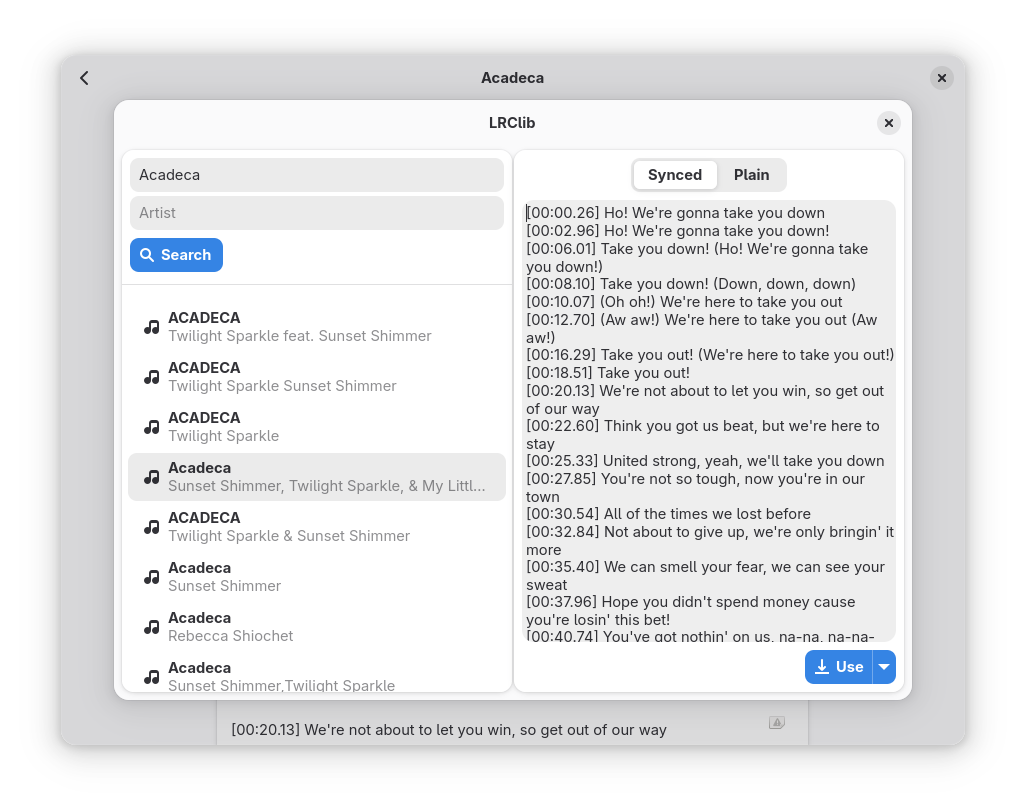 Acadeca
LRClib
Acadeca
Artist
Search
ACADECA
Twilight Sparkle feat. Sunset Shimmer
ACADECA
Twilight Sparkle Sunset Shimmer
ACADECA
Twilight Sparkle
Acadeca
Sunset Shimmer, Twilight Sparkle, & My Littl...
ACADECA
Twilight Sparkle & Sunset Shimmer
Acadeca
Sunset Shimmer
Acadeca
Rebecca Shiochet
Acadeca
Sunset Shimmer,Twilight Sparkle
Synced Plain
[00:00.26] Ho! We're gonna take you down
[00:02.96] Ho! We're gonna take you down!
[00:06.01] Take you down! (Ho! We're gonna take
you down!)
[00:08.10] Take you down! (Down, down, down)
[00:10.07] (Oh oh!) We're here to take you out
[00:12.70] (Aw aw!) We're here to take you out (Aw
aw!)
[00:16.29] Take you out! (We're here to take you out!)
[00:18.51] Take you out!
[00:20.13] We're not about to let you win, so get out
of our way
[00:22.60] Think you got us beat, but we're here to
stay
[00:25.33] United strong, yeah, we'll take you down
[00:27.85] You're not so tough, now you're in our
town
[00:30.54] All of the times we lost before
[00:32.84] Not about to give up, we're only bringin' it
more
[00:35.40] We can smell your fear, we can see your
sweat
[00:37.96] Hope you didn't spend money cause
you're losin' this bet!
[00:40.74] You've got nothin' on us, na-na, na-na-
Use
[00:20.13] We're not about to let you win, so get out of our way